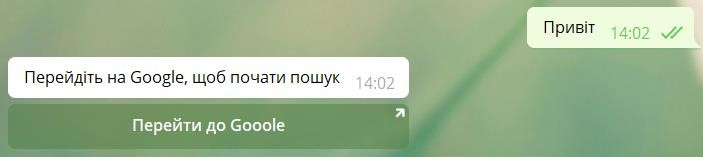 Привіт 14:02
Перейдіть на Google, щоб почати пошук 14:02
Перейти до Gooole